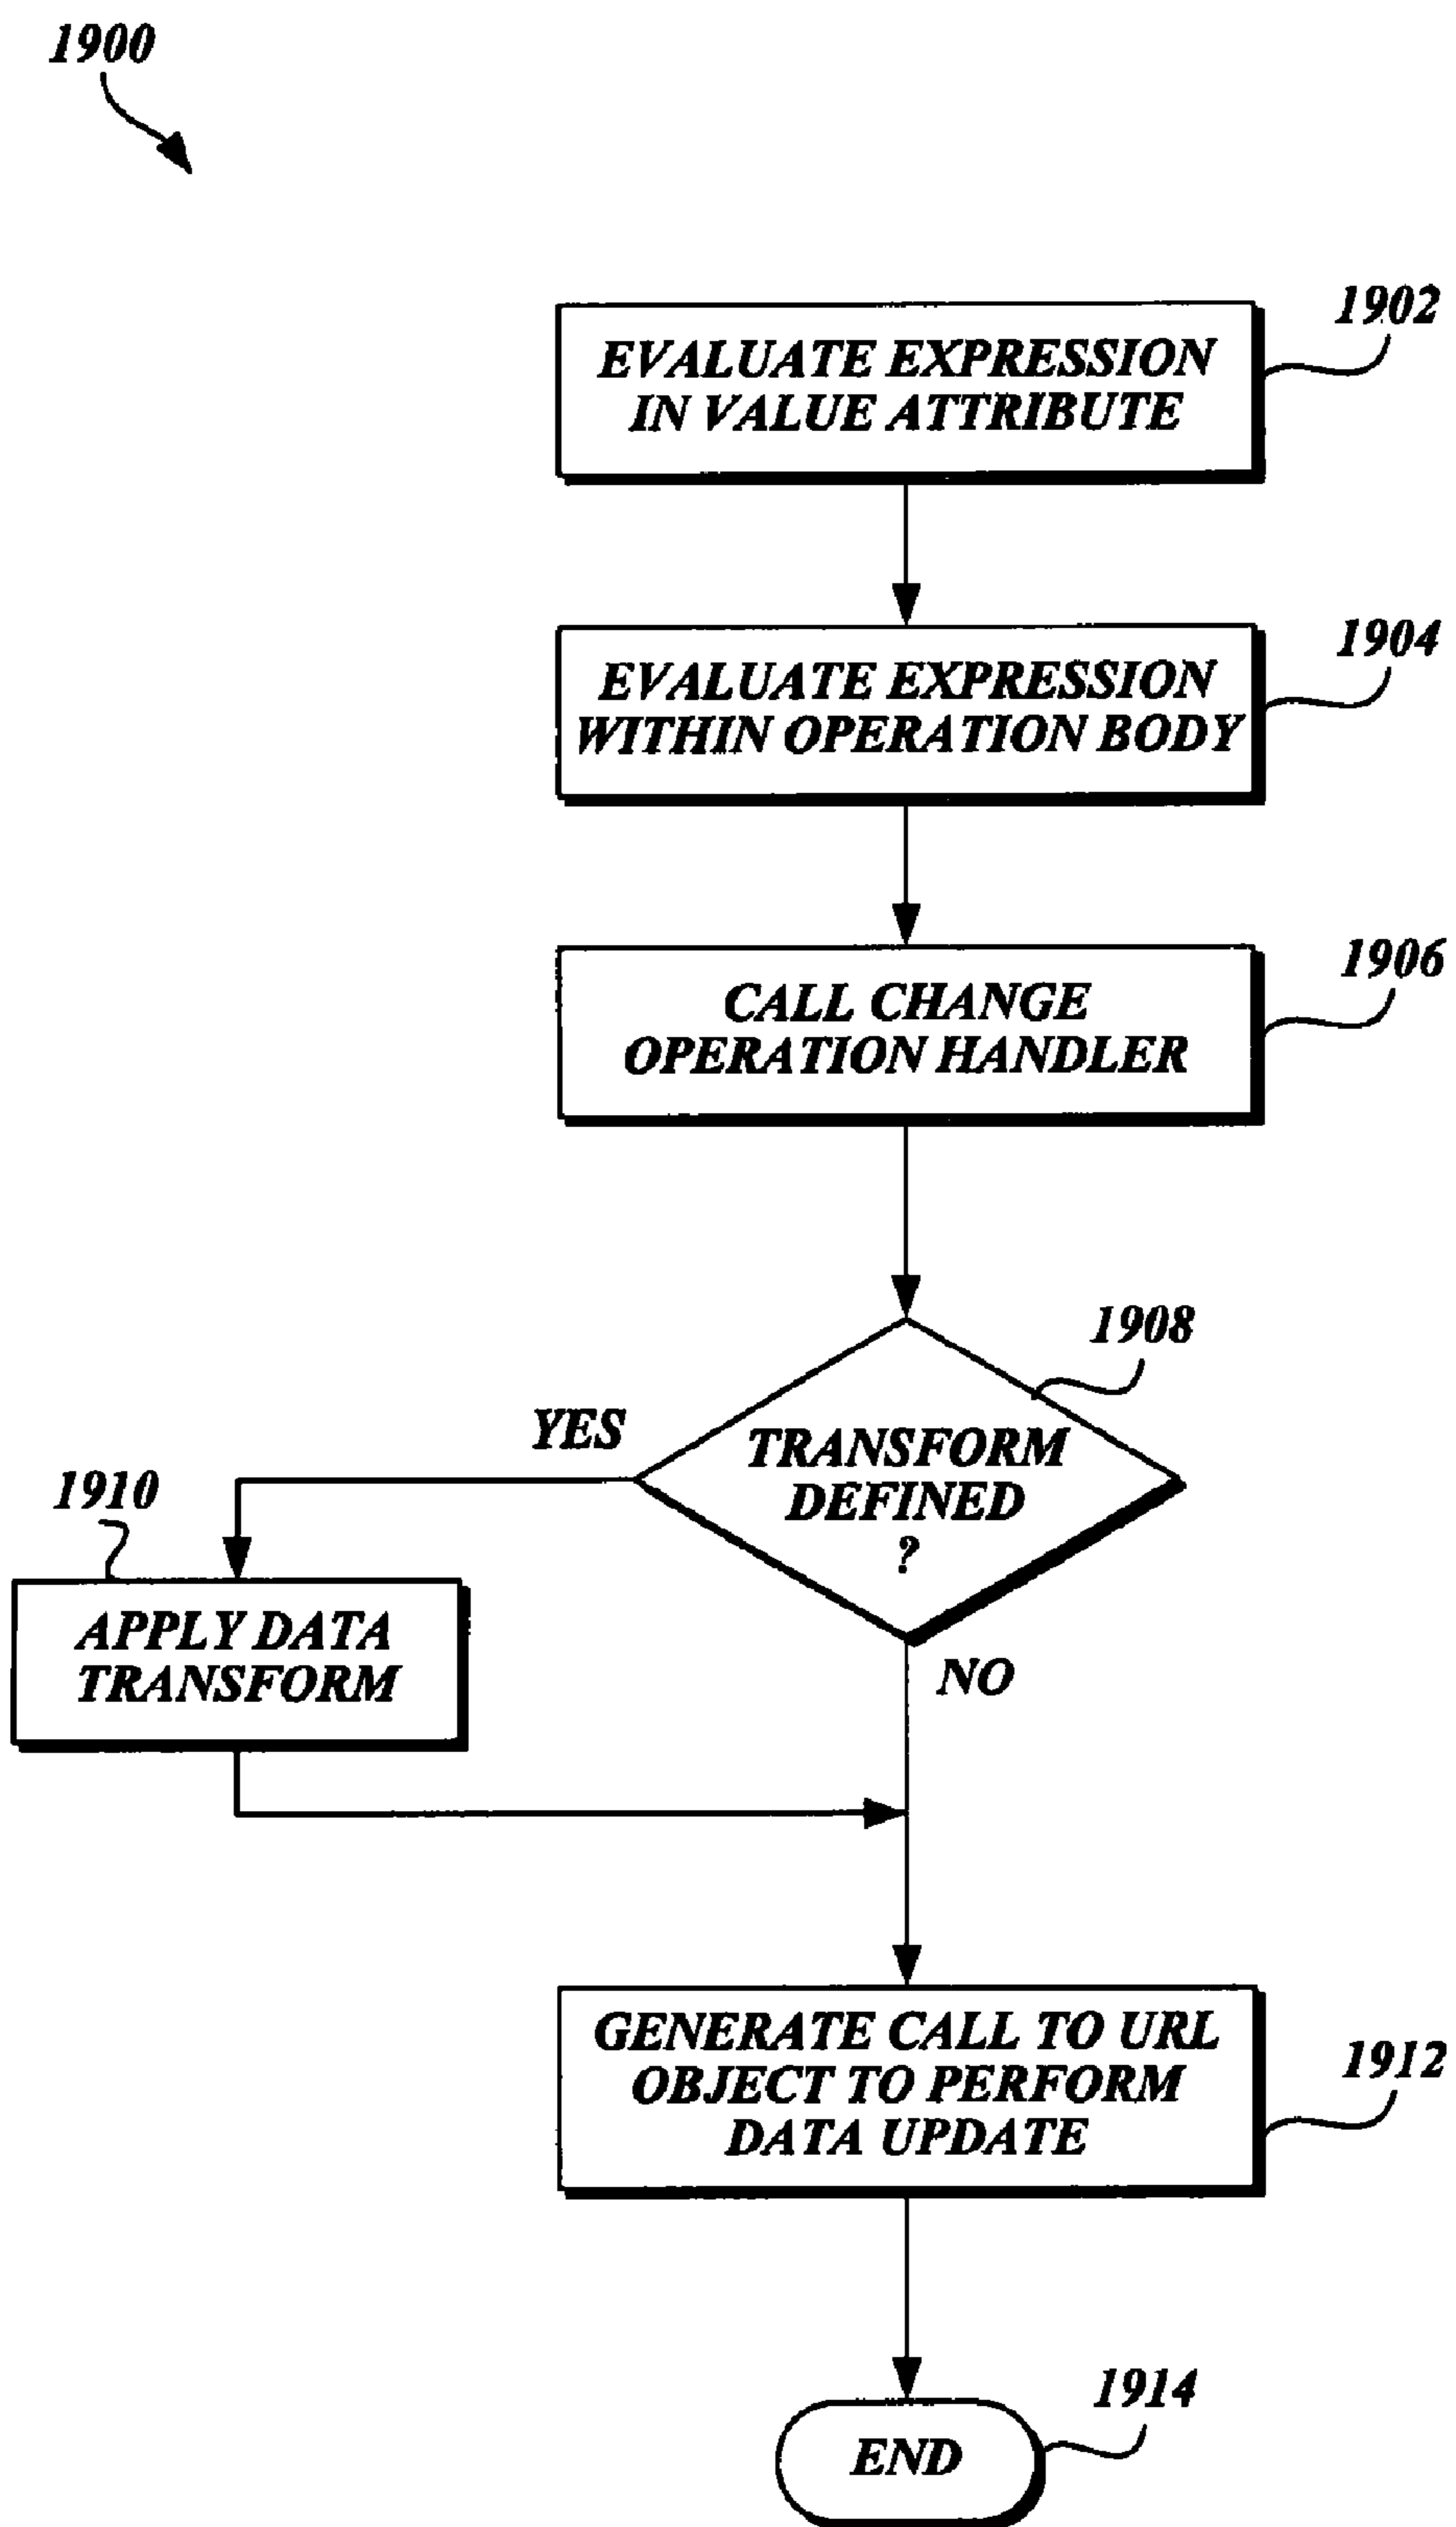 1900
1902
EVALUATE EXPRESSION
IN VALUE ATTRIBUTE
1904
EVALUATE EXPRESSION
WITHIN OPERATION BODY
1906
CALL CHANGE
OPERATION HANDLER
1908
TRANSFORM
DEFINED
?
YES
1910
APPLY DATA
TRANSFORM
NO
GENERATE CALL TO URL
OBJECT TO PERFORM
DATA UPDATE
1912
1914
END